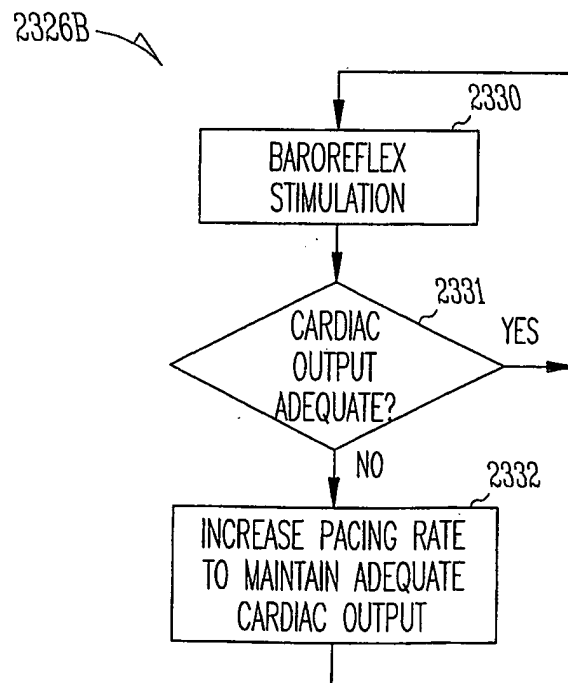 2326B
2330
BAROREFLEX
STIMULATION
2331
CARDIAC
OUTPUT
ADEQUATE?
YES
NO
2332
INCREASE PACING RATE
TO MAINTAIN ADEQUATE
CARDIAC OUTPUT